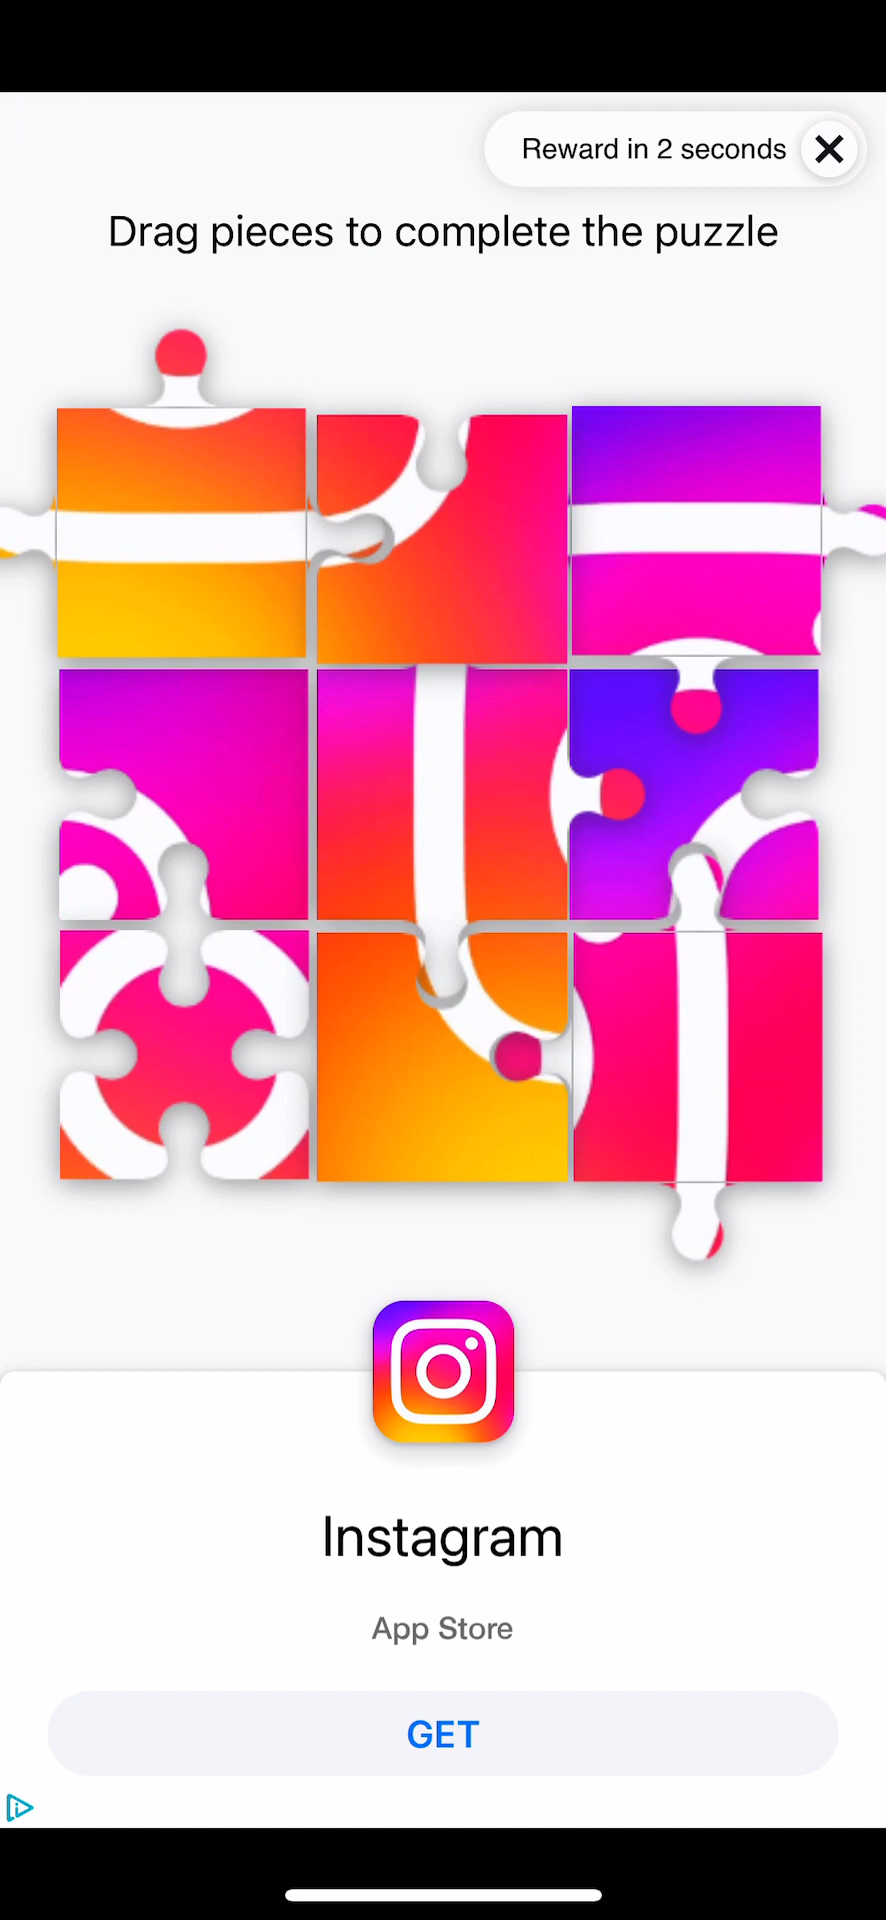 Reward in 2 seconds
Drag pieces to complete the puzzle
Instagram
App Store
GET